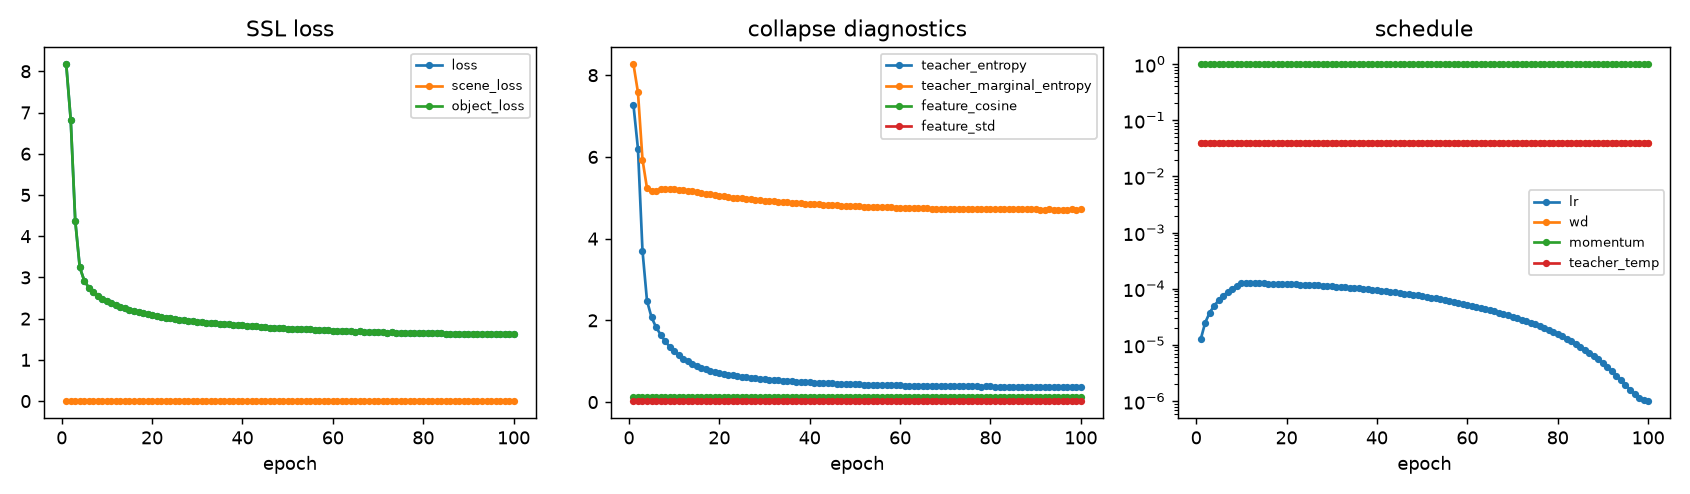 SSL loss
loss
scene_loss
object_loss
8
7
6
5
4
3
2
1
0
0 20 40 60 80 100
epoch
collapse diagnostics
teacher_entropy
teacher_marginal_entropy
feature_cosine
feature_std
8
6
4
2
0
0 20 40 60 80 100
epoch
schedule
10⁰
10⁻¹
10⁻²
10⁻³
10⁻⁴
10⁻⁵
10⁻⁶
lr
wd
momentum
teacher_temp
0 20 40 60 80 100
epoch